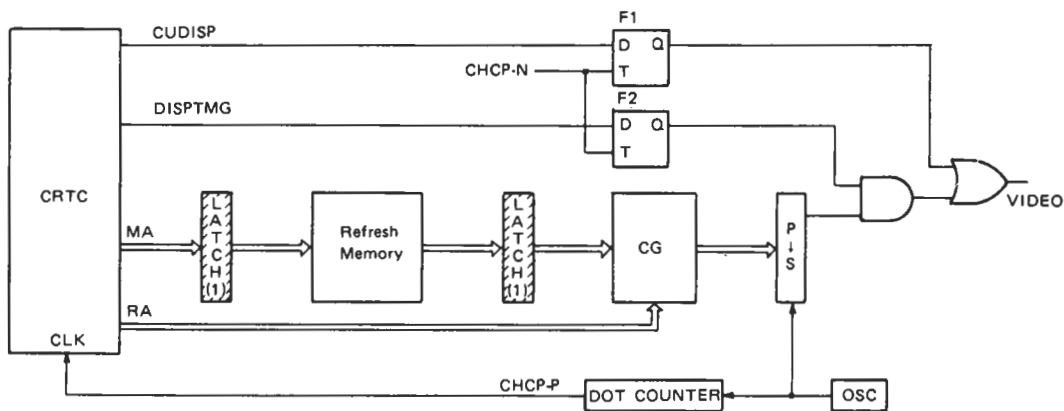 CUDISP
F1
D Q
T
CHCP-N
F2
DISPTMG
D Q
T
CRTC
MA
LATCH(1)
Refresh
Memory
LATCH(1)
CG
P↓S
VIDEO
RA
CLK
CHCP-P
DOT COUNTER
OSC